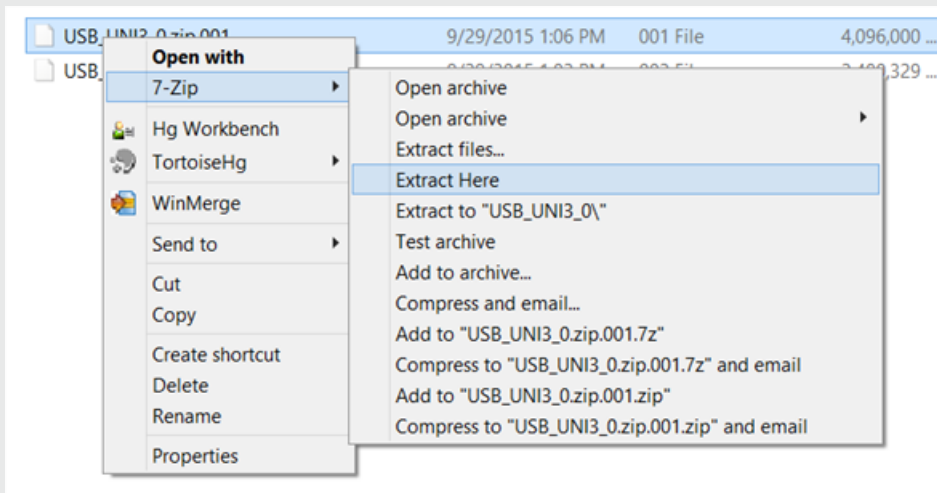 USB_UNI3_0.zip.001 9/29/2015 1:06 PM 001 File 4,096,000 ...
USB_ ,329 ...
Open with
7-Zip
Hg Workbench
TortoiseHg
WinMerge
Send to
Cut
Copy
Create shortcut
Delete
Rename
Properties
Open archive
Open archive
Extract files...
Extract Here
Extract to "USB_UNI3_0\"
Test archive
Add to archive...
Compress and email...
Add to "USB_UNI3_0.zip.001.7z"
Compress to "USB_UNI3_0.zip.001.7z" and email
Add to "USB_UNI3_0.zip.001.zip"
Compress to "USB_UNI3_0.zip.001.zip" and email